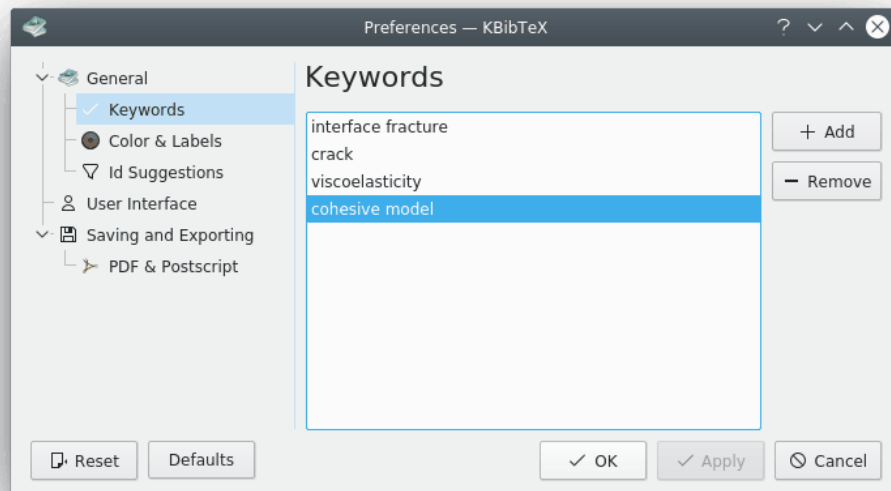 Preferences — KBibTeX
General
Keywords
Color & Labels
Id Suggestions
User Interface
Saving and Exporting
PDF & Postscript
Keywords
interface fracture
crack
viscoelasticity
cohesive model
+ Add
− Remove
Reset
Defaults
OK
Apply
Cancel